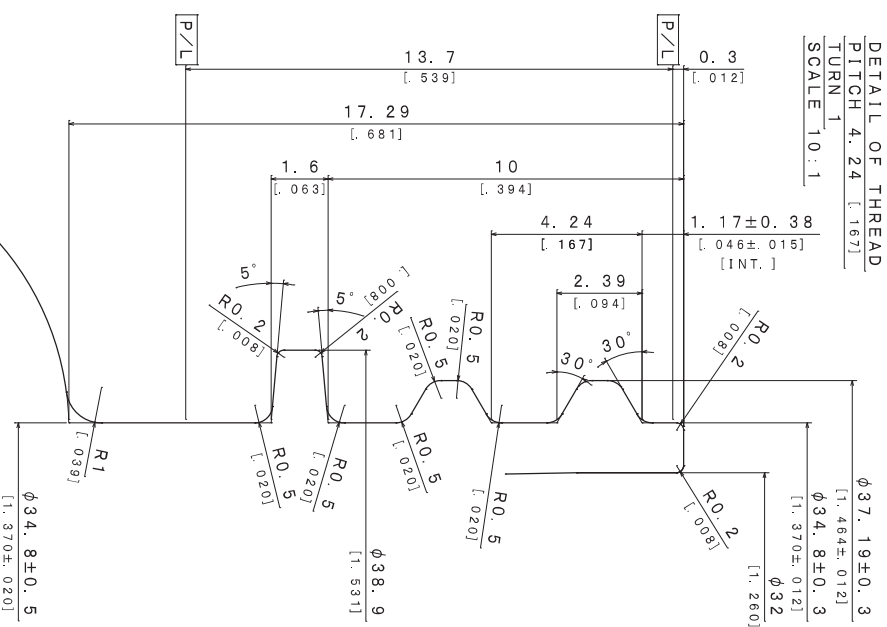 DETAIL OF THREAD
PITCH 4.24 [.167]
TURN 1
SCALE 10:1
P/L
P/L
13.7
[.539]
0.3
[.012]
17.29
[.681]
1.6
[.063]
10
[.394]
4.24
[.167]
1.17±0.38
[.046±.015]
[INT.]
2.39
[.094]
5°
5°
R0.2
[.008]
R0.2
[.008]
R0.5
[.020]
R0.5
[.020]
30°
30°
R0.2
[.008]
R1
[.039]
R0.5
[.020]
R0.5
[.020]
R0.5
[.020]
R0.5
[.020]
R0.2
[.008]
φ34.8±0.5
[1.370±.020]
φ38.9
[1.531]
φ32
[1.260]
φ34.8±0.3
[1.370±.012]
φ37.19±0.3
[1.464±.012]